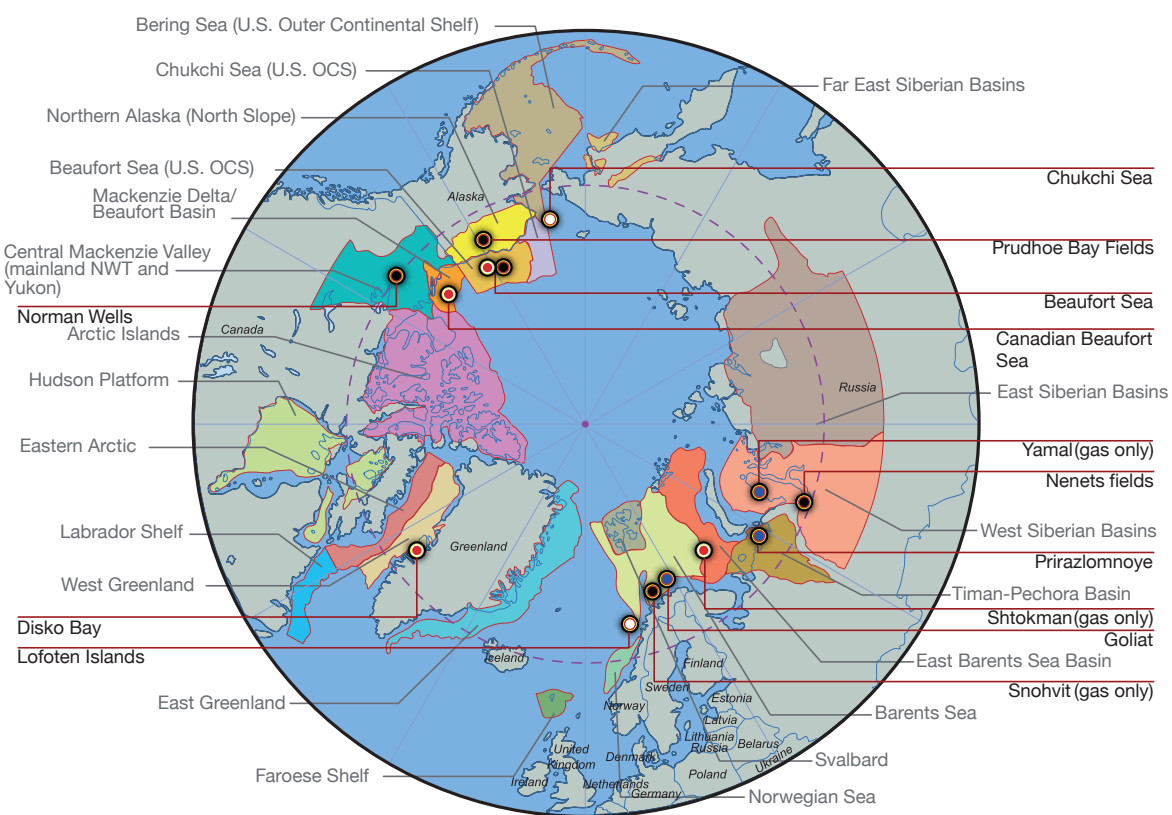 Bering Sea (U.S. Outer Continental Shelf)
Chukchi Sea (U.S. OCS)
Far East Siberian Basins
Northern Alaska (North Slope)
Beaufort Sea (U.S. OCS)
Chukchi Sea
Mackenzie Delta/
Beaufort Basin
Alaska
Prudhoe Bay Fields
Central Mackenzie Valley
(mainland NWT and
Yukon)
Beaufort Sea
Norman Wells
Canada
Arctic Islands
Canadian Beaufort
Sea
Hudson Platform
Russia
East Siberian Basins
Eastern Arctic
Yamal (gas only)
Nenets fields
Labrador Shelf
West Siberian Basins
Greenland
Prirazlomnoye
West Greenland
Timan-Pechora Basin
Disko Bay
Shtokman (gas only)
Goliat
Lofoten Islands
Iceland
Finland
East Barents Sea Basin
Sweden
Snohvit (gas only)
East Greenland
Norway
Estonia
Barents Sea
Latvia
Lithuania
Russia
Belarus
United
Kingdom
Denmark
Ukraine
Svalbard
Faroese Shelf
Ireland
Netherlands
Poland
Germany
Norwegian Sea